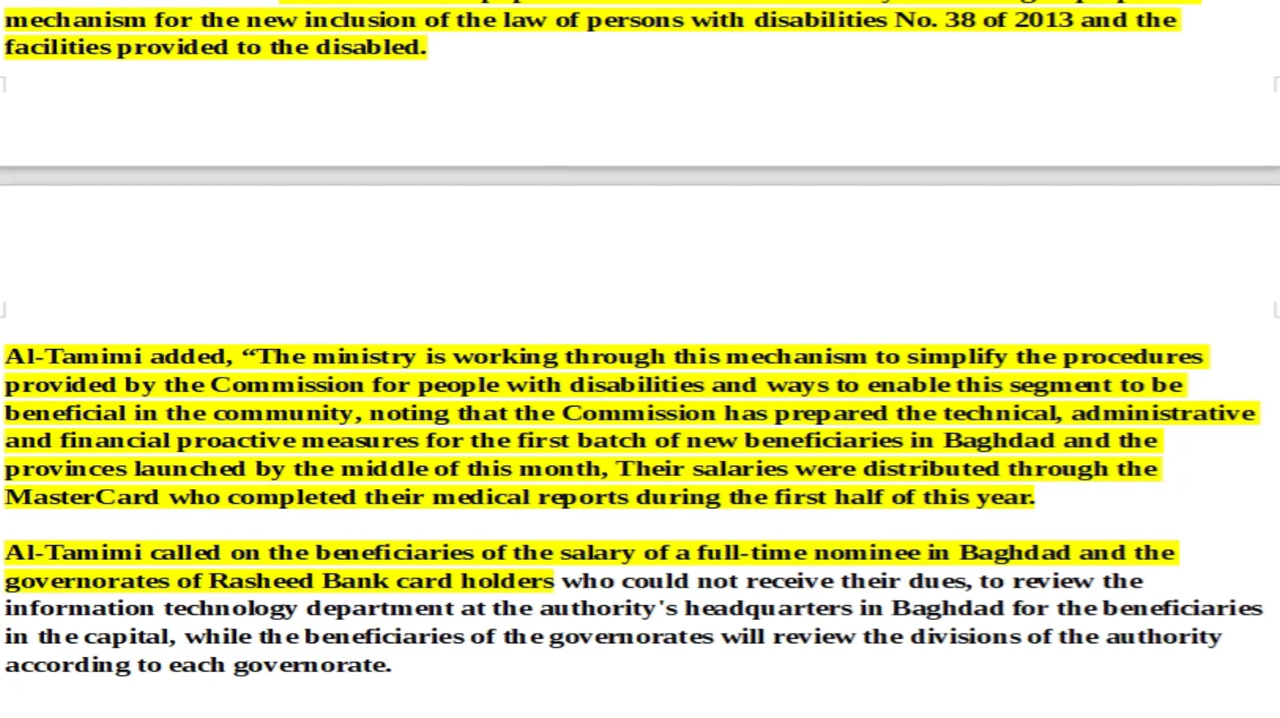 mechanism for the new inclusion of the law of persons with disabilities No. 38 of 2013 and the
facilities provided to the disabled.
Al-Tamimi added, “The ministry is working through this mechanism to simplify the procedures
provided by the Commission for people with disabilities and ways to enable this segment to be
beneficial in the community, noting that the Commission has prepared the technical, administrative
and financial proactive measures for the first batch of new beneficiaries in Baghdad and the
provinces launched by the middle of this month, Their salaries were distributed through the
MasterCard who completed their medical reports during the first half of this year.
Al-Tamimi called on the beneficiaries of the salary of a full-time nominee in Baghdad and the
governorates of Rasheed Bank card holders who could not receive their dues, to review the
information technology department at the authority's headquarters in Baghdad for the beneficiaries
in the capital, while the beneficiaries of the governorates will review the divisions of the authority
according to each governorate.